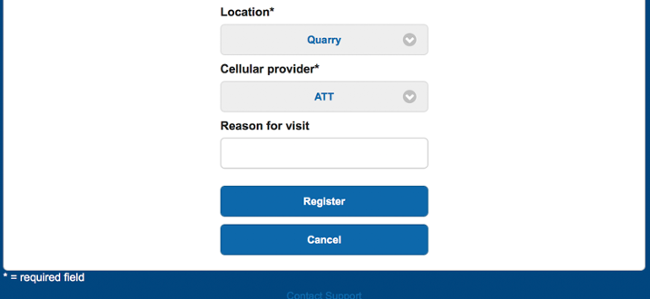 Location*
Quarry
Cellular provider*
ATT
Reason for visit
Register
Cancel
* = required field
Contact Support